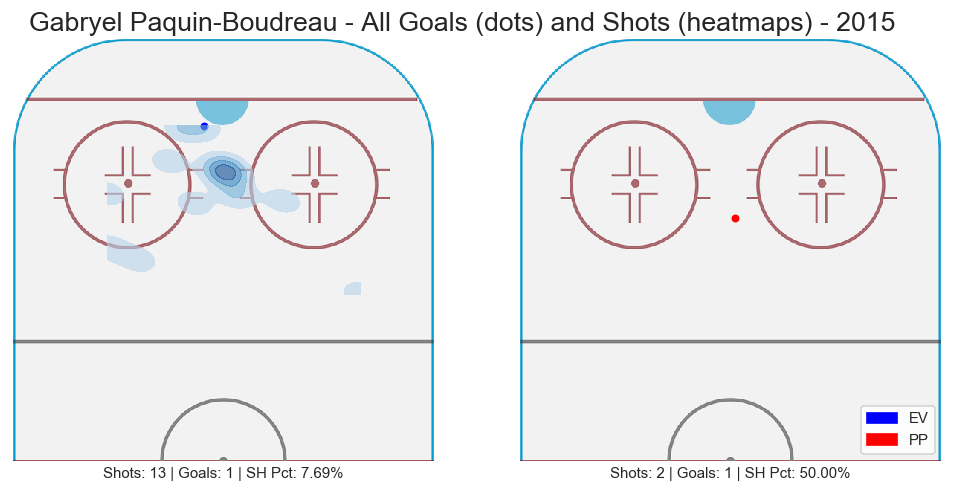 Gabryel Paquin-Boudreau - All Goals (dots) and Shots (heatmaps) - 2015
EV
PP
Shots: 13 | Goals: 1 | SH Pct: 7.69%
Shots: 2 | Goals: 1 | SH Pct: 50.00%